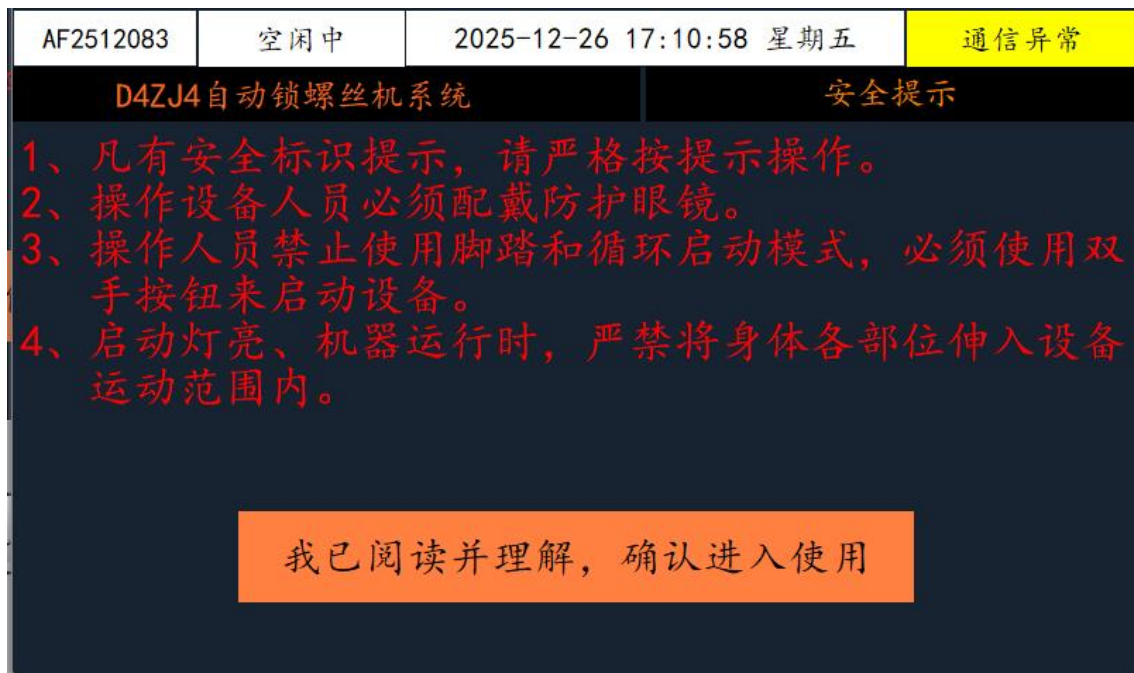 AF2512083 空闲中 2025-12-26 17:10:58 星期五 通信异常
D4ZJ4自动锁螺丝机系统 安全提示
1、凡有安全标识提示，请严格按提示操作。
2、操作设备人员必须配戴防护眼镜。
3、操作人员禁止使用脚踏和循环启动模式，必须使用双
手按钮来启动设备。
4、启动灯亮、机器运行时，严禁将身体各部位伸入设备
运动范围内。
我已阅读并理解，确认进入使用